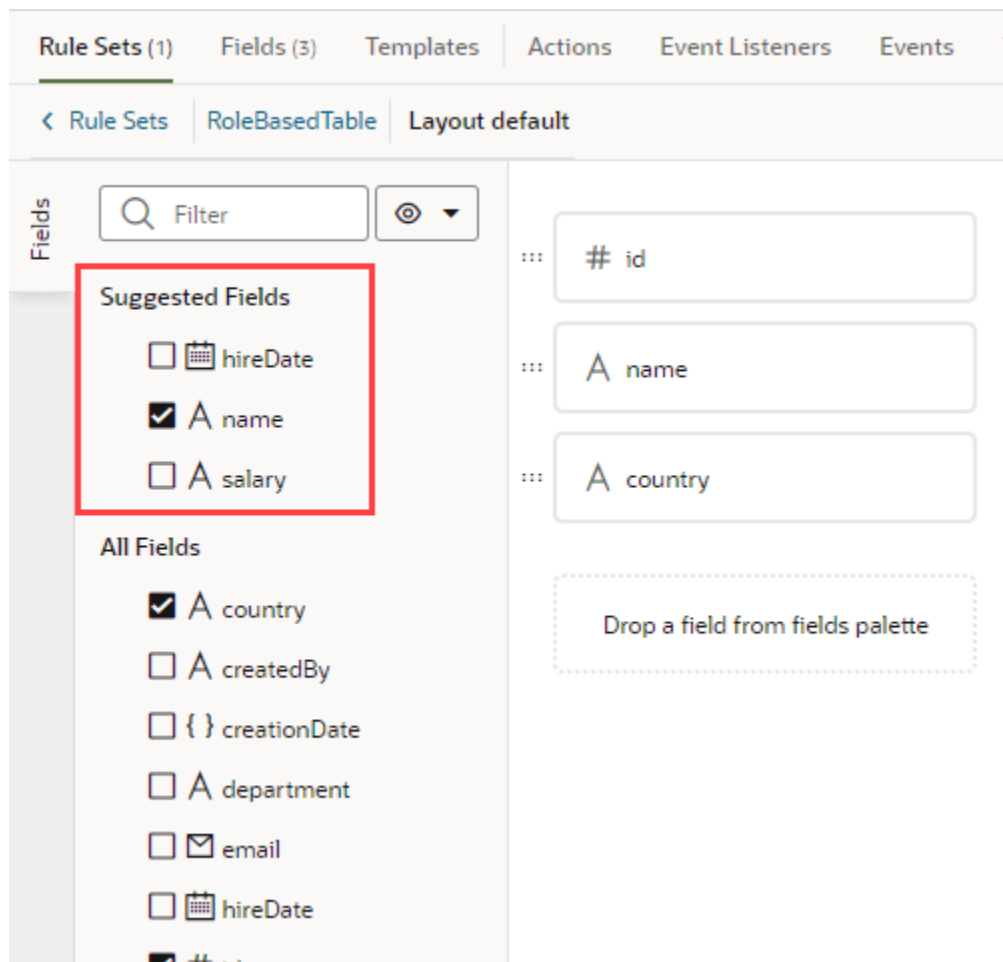 Rule Sets (1) Fields (3) Templates Actions Event Listeners Events
Rule Sets RoleBasedTable Layout default
Fields
Filter
Suggested Fields
hireDate
name
salary
All Fields
country
createdBy
{ } creationDate
department
email
hireDate
# id
name
country
Drop a field from fields palette